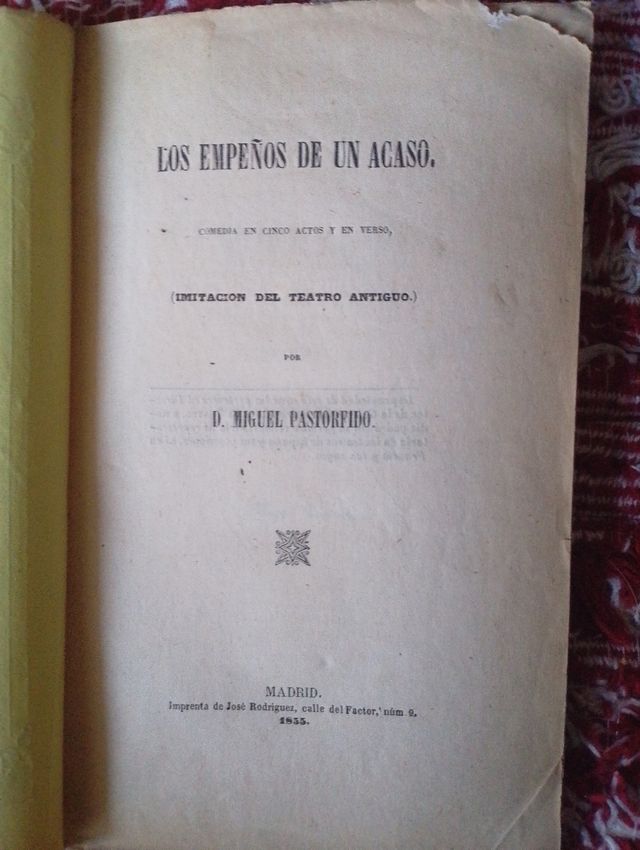 LOS EMPEÑOS DE UN ACASO.
COMEDIA EN CINCO ACTOS Y EN VERSO,
(IMITACION DEL TEATRO ANTIGUO.)
POR
D. MIGUEL PASTORFIDO.
MADRID.
Imprenta de José Rodriguez, calle del Factor, núm 9.
1855.